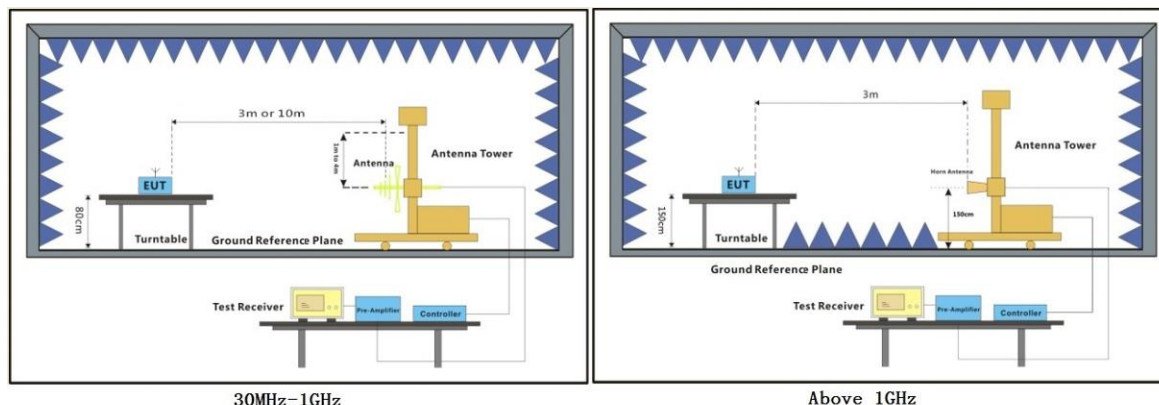 3m or 10m
1m to 4m
Antenna
Antenna Tower
EUT
80cm
Turntable
Ground Reference Plane
Test Receiver
Pre-Amplifier
Controller
30MHz-1GHz
3m
Antenna Tower
Horn Antenna
EUT
150cm
150cm
Turntable
Ground Reference Plane
Test Receiver
Pre-Amplifier
Controller
Above 1GHz